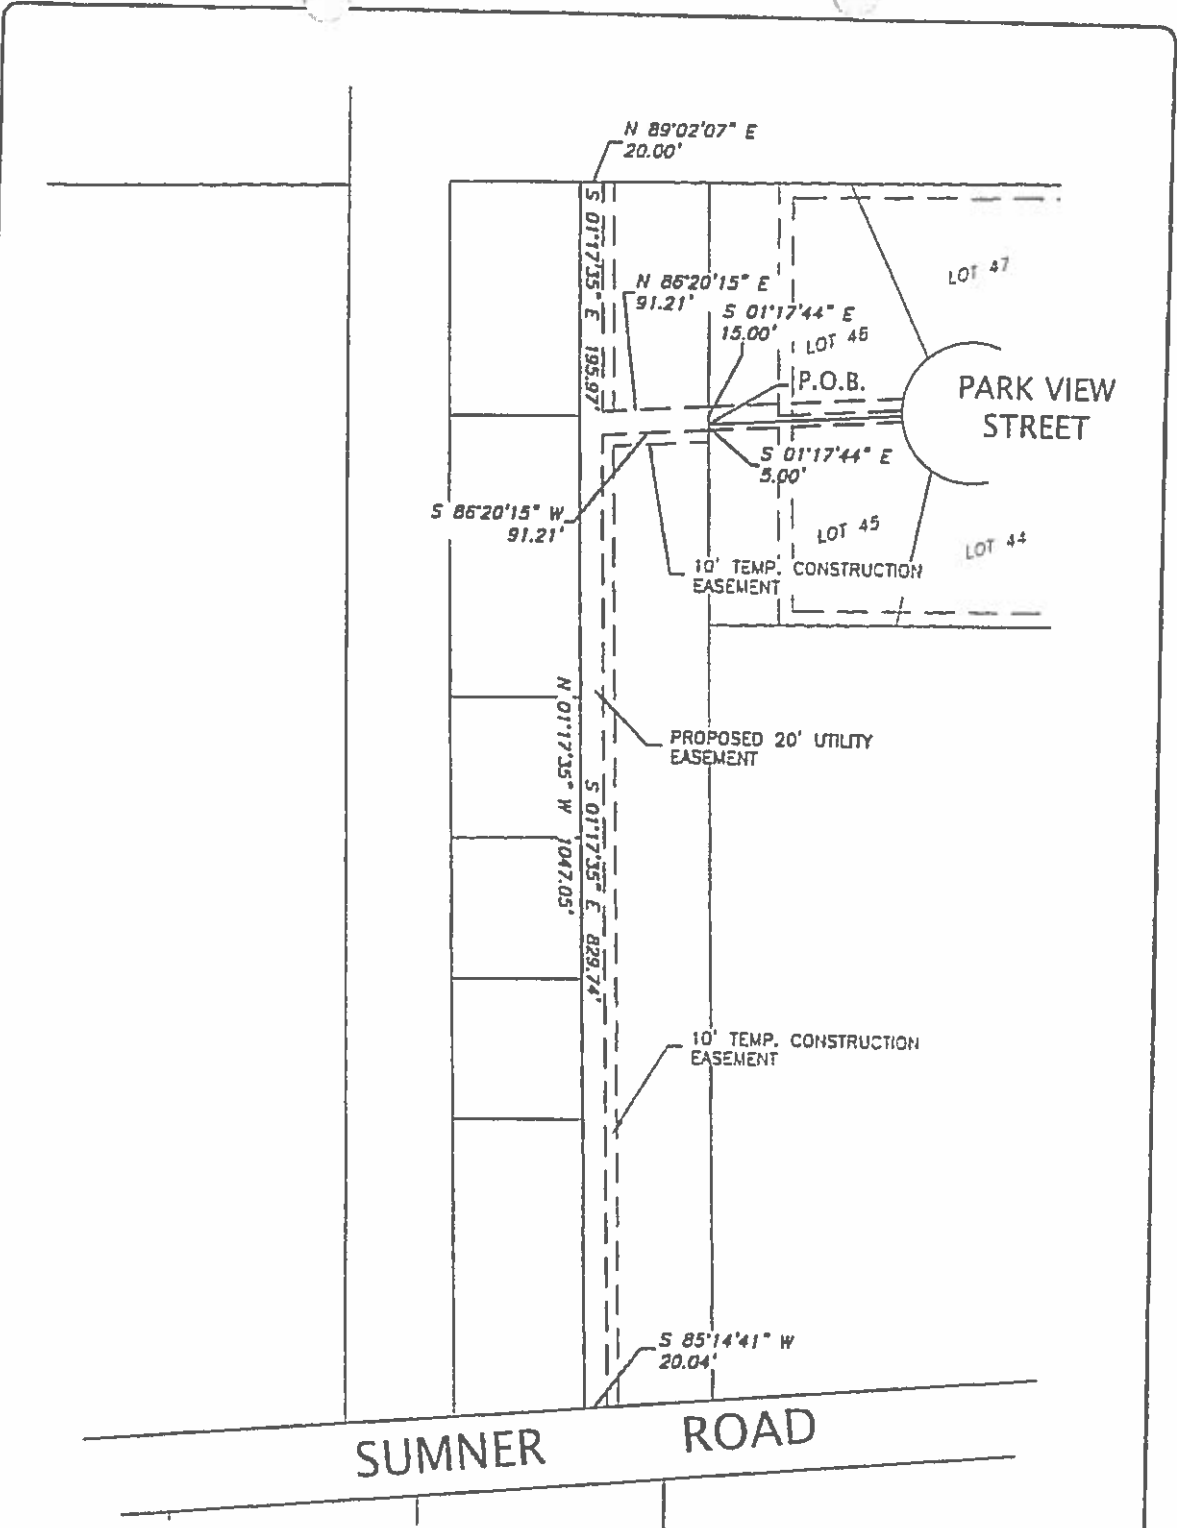 N 89°02'07" E
20.00'
S 01°17'35" E 195.97'
N 86°20'15" E
91.21'
S 01°17'44" E
15.00'
LOT 47
LOT 46
P.O.B.
PARK VIEW
STREET
S 01°17'44" E
5.00'
S 86°20'15" W
91.21'
LOT 45
LOT 44
10' TEMP. CONSTRUCTION
EASEMENT
N 01°17'35" W 1047.05'
PROPOSED 20' UTILITY
EASEMENT
S 01°17'35" E 829.74'
10' TEMP. CONSTRUCTION
EASEMENT
S 85°14'41" W
20.04'
SUMNER ROAD